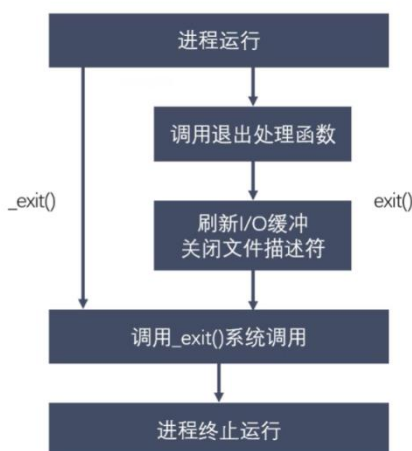 进程运行
调用退出处理函数
_exit()
exit()
刷新I/O缓冲
关闭文件描述符
调用_exit()系统调用
进程终止运行